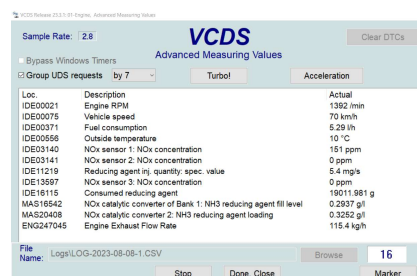 VCDS Release 23.3.1: 01-Engine, Advanced Measuring Values
Sample Rate: 2.8
VCDS
Clear DTCs
Bypass Windows Timers
Advanced Measuring Values
Group UDS requests by 7
Turbo!
Acceleration
Loc. Description Actual
IDE00021 Engine RPM 1392 /min
IDE00075 Vehicle speed 70 km/h
IDE00371 Fuel consumption 5.29 l/h
IDE00556 Outside temperature 10 °C
IDE03140 NOx sensor 1: NOx concentration 151 ppm
IDE03141 NOx sensor 2: NOx concentration 0 ppm
IDE11219 Reducing agent inj. quantity: spec. value 5.4 mg/s
IDE13597 NOx sensor 3: NOx concentration 0 ppm
IDE16115 Consumed reducing agent 19011.981 g
MAS16542 NOx catalytic converter of Bank 1: NH3 reducing agent fill level 0.2937 g/l
MAS20408 NOx catalytic converter 2: NH3 reducing agent loading 0.3252 g/l
ENG247045 Engine Exhaust Flow Rate 115.4 kg/h
File
Name: Logs\LOG-2023-08-08-1.CSV
Browse
16
Stop
Done, Close
Marker